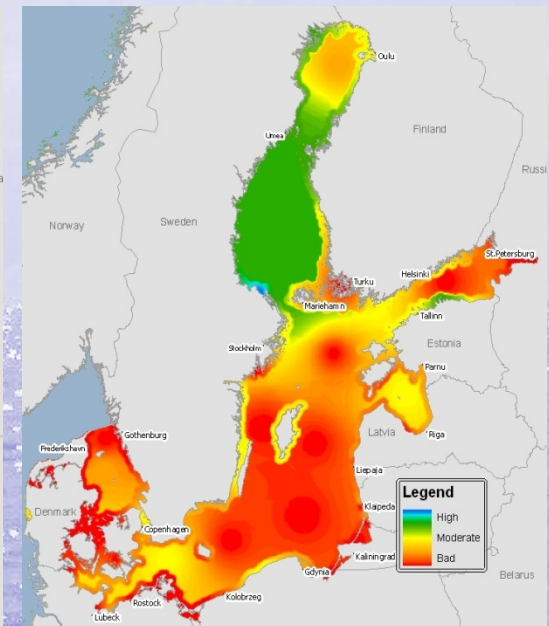 Oulu
Umea
Finland
Russi
Norway
Sweden
St.Petersburg
Helsinki
Turku
Mariehamn
Tallinn
Stockholm
Estonia
Parnu
Gothenburg
Latvia
Riga
Frederikshavn
Liepaja
Legend
High
Moderate
Bad
Klaipeda
Denmark
Copenhagen
Kaliningrad
Gdynia
Belarus
Kolobrzeg
Rostock
Lubeck